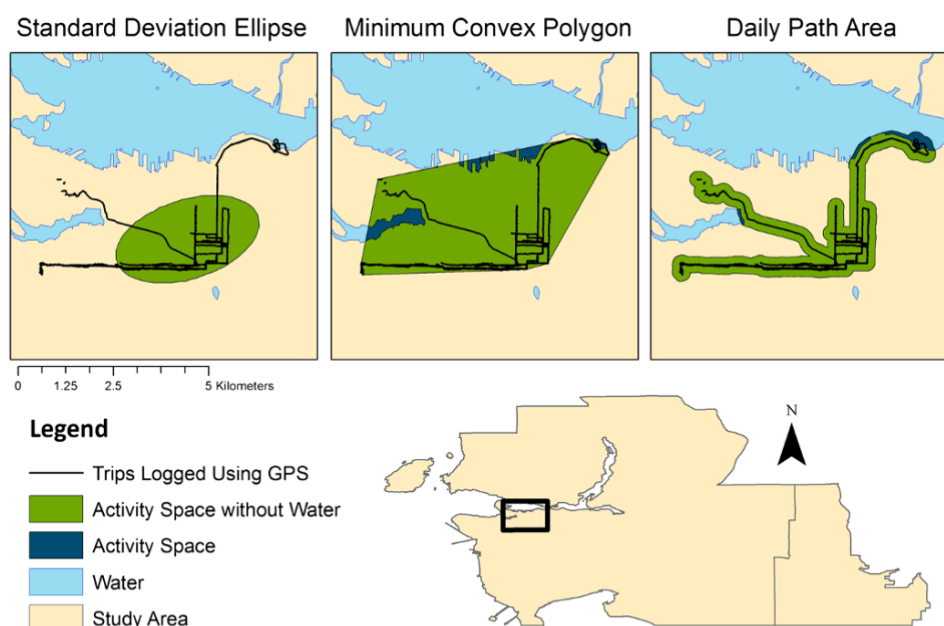 Standard Deviation Ellipse
Minimum Convex Polygon
Daily Path Area
0 1.25 2.5 5 Kilometers
Legend
N
Trips Logged Using GPS
Activity Space without Water
Activity Space
Water
Study Area